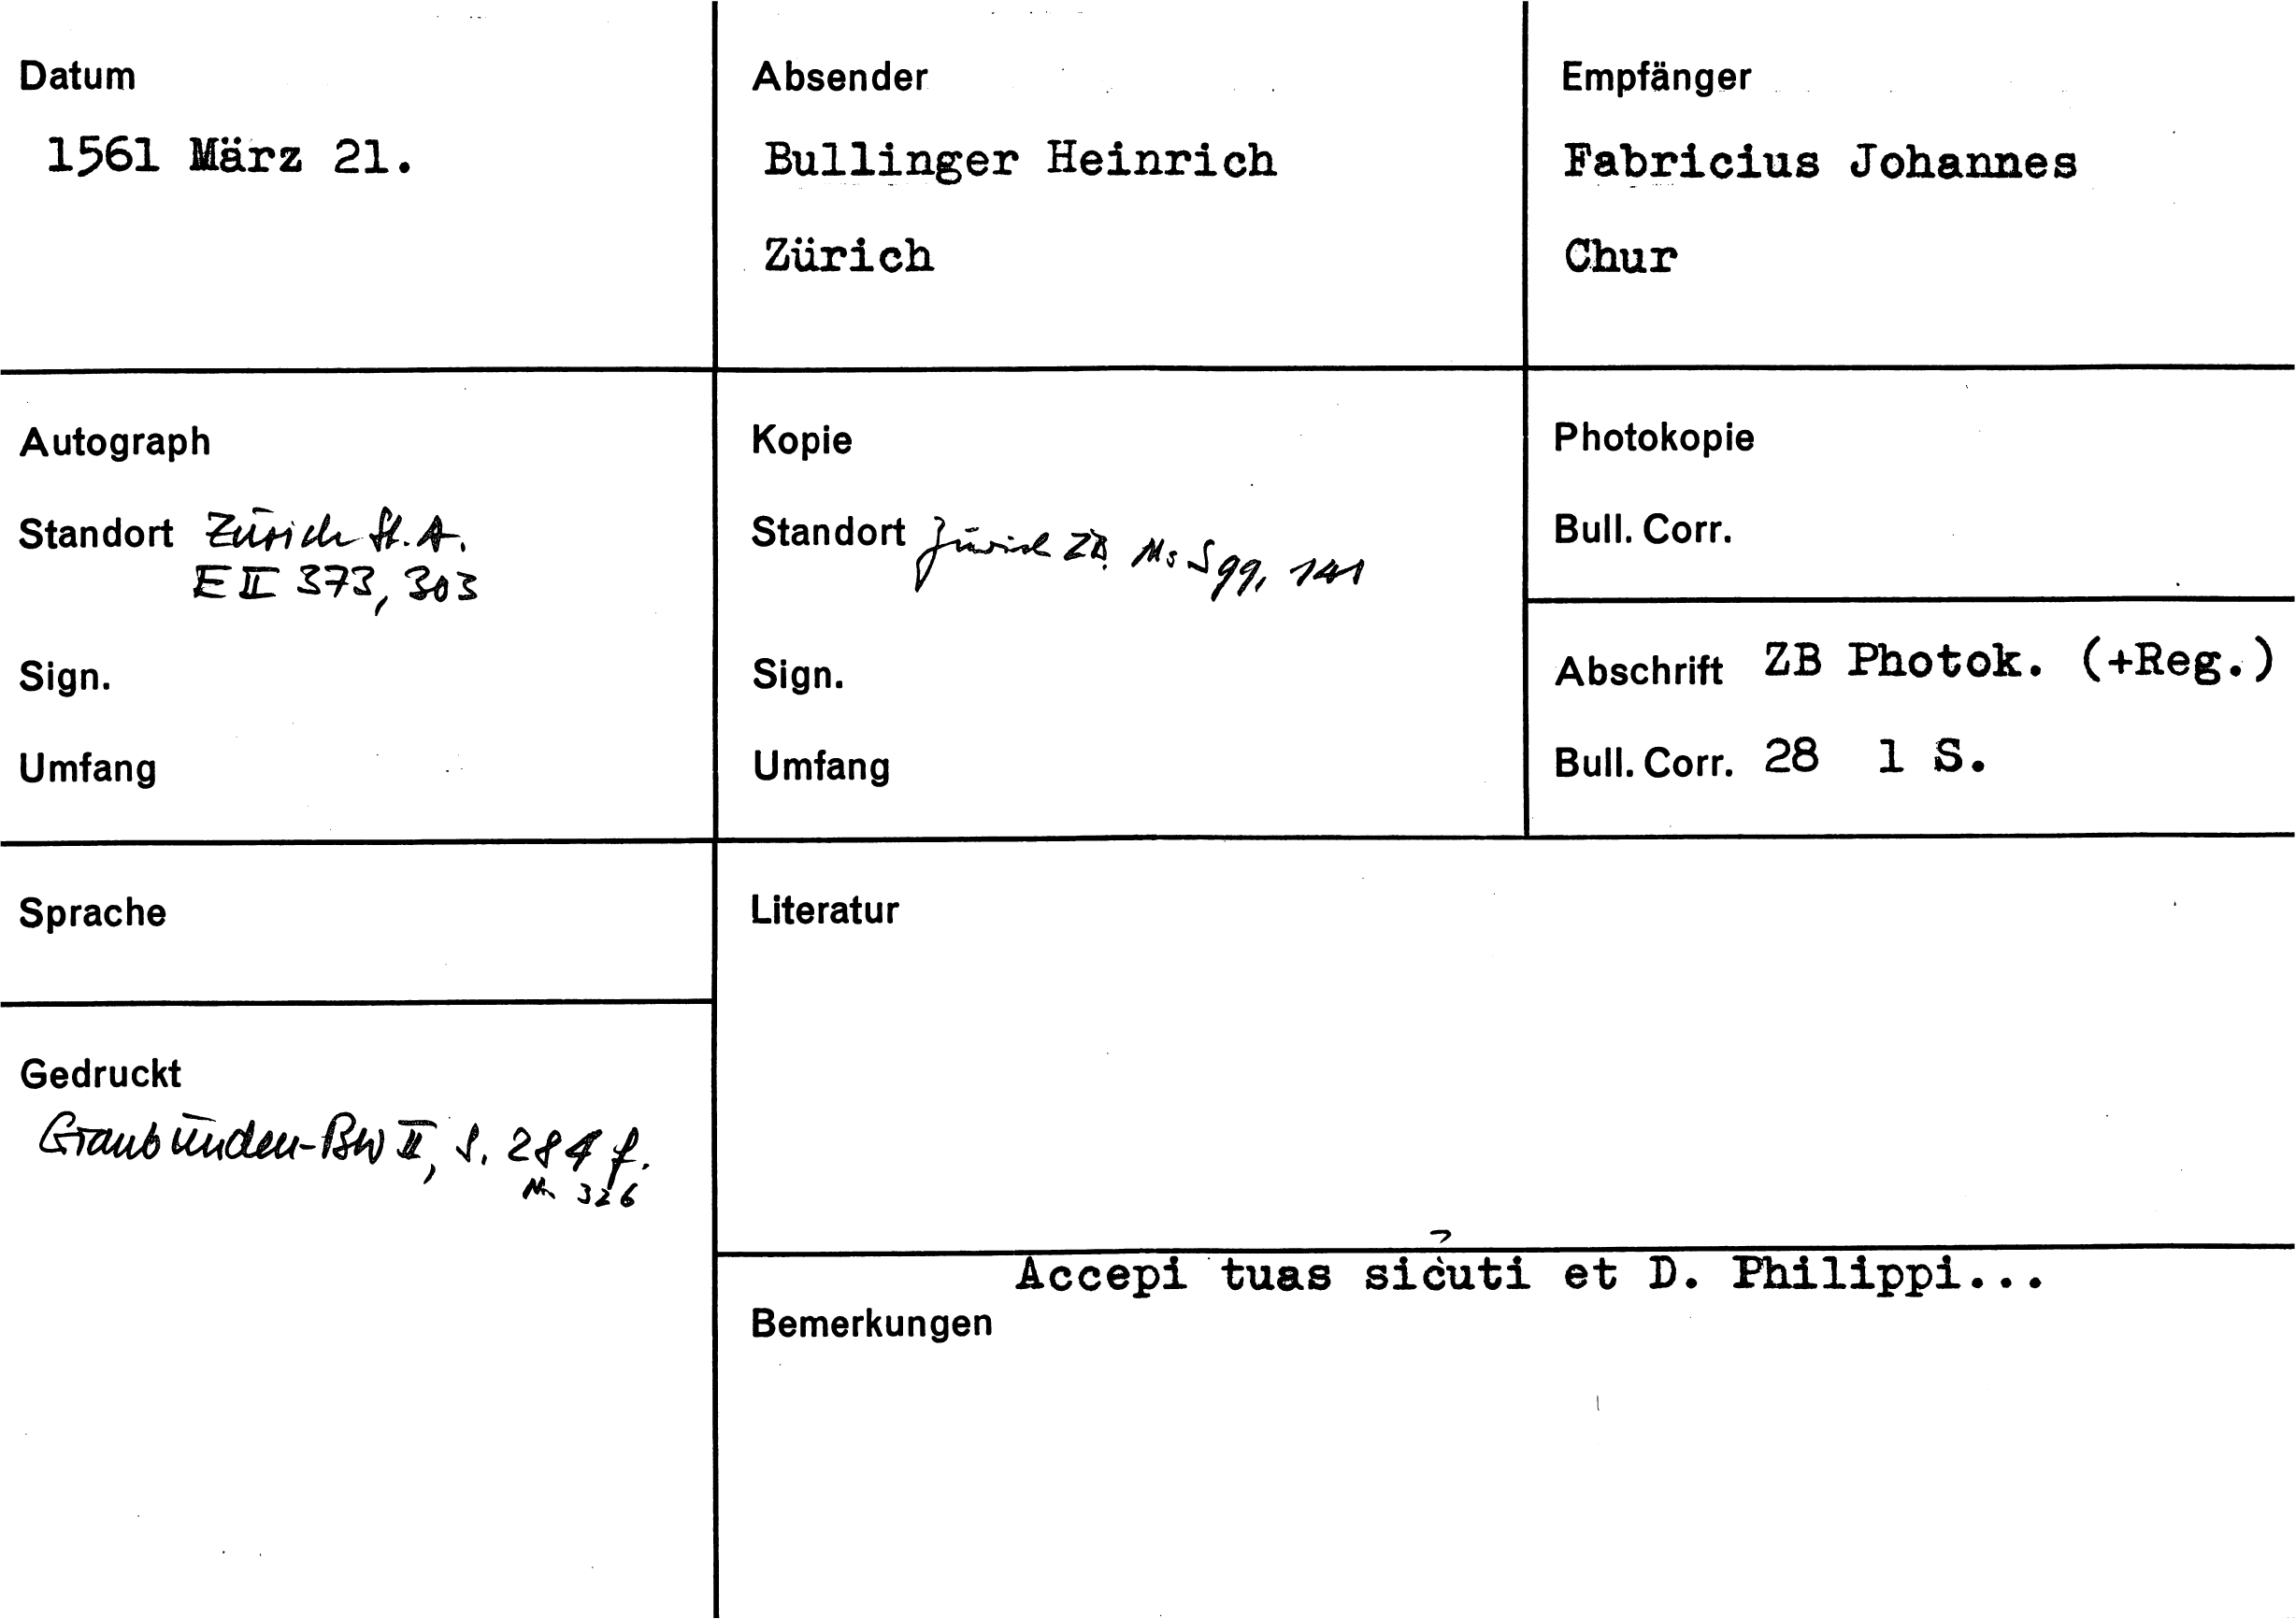 Datum
1561 März 21.
Absender
Bullinger Heinrich
Zürich
Empfänger
Fabricius Johannes
Chur
Autograph
Standort Zürich St. A.
E II 373, 303
Sign.
Umfang
Kopie
Standort Zürich ZB. Ms S 99, 141
Sign.
Umfang
Photokopie
Bull. Corr.
Abschrift ZB Photok. (+Reg.)
Bull. Corr. 28 1 S.
Sprache
Gedruckt
Graubünden-BW II, S. 284 f.
Nr. 326
Literatur
Accepi tuas sicuti et D. Philippi...
Bemerkungen